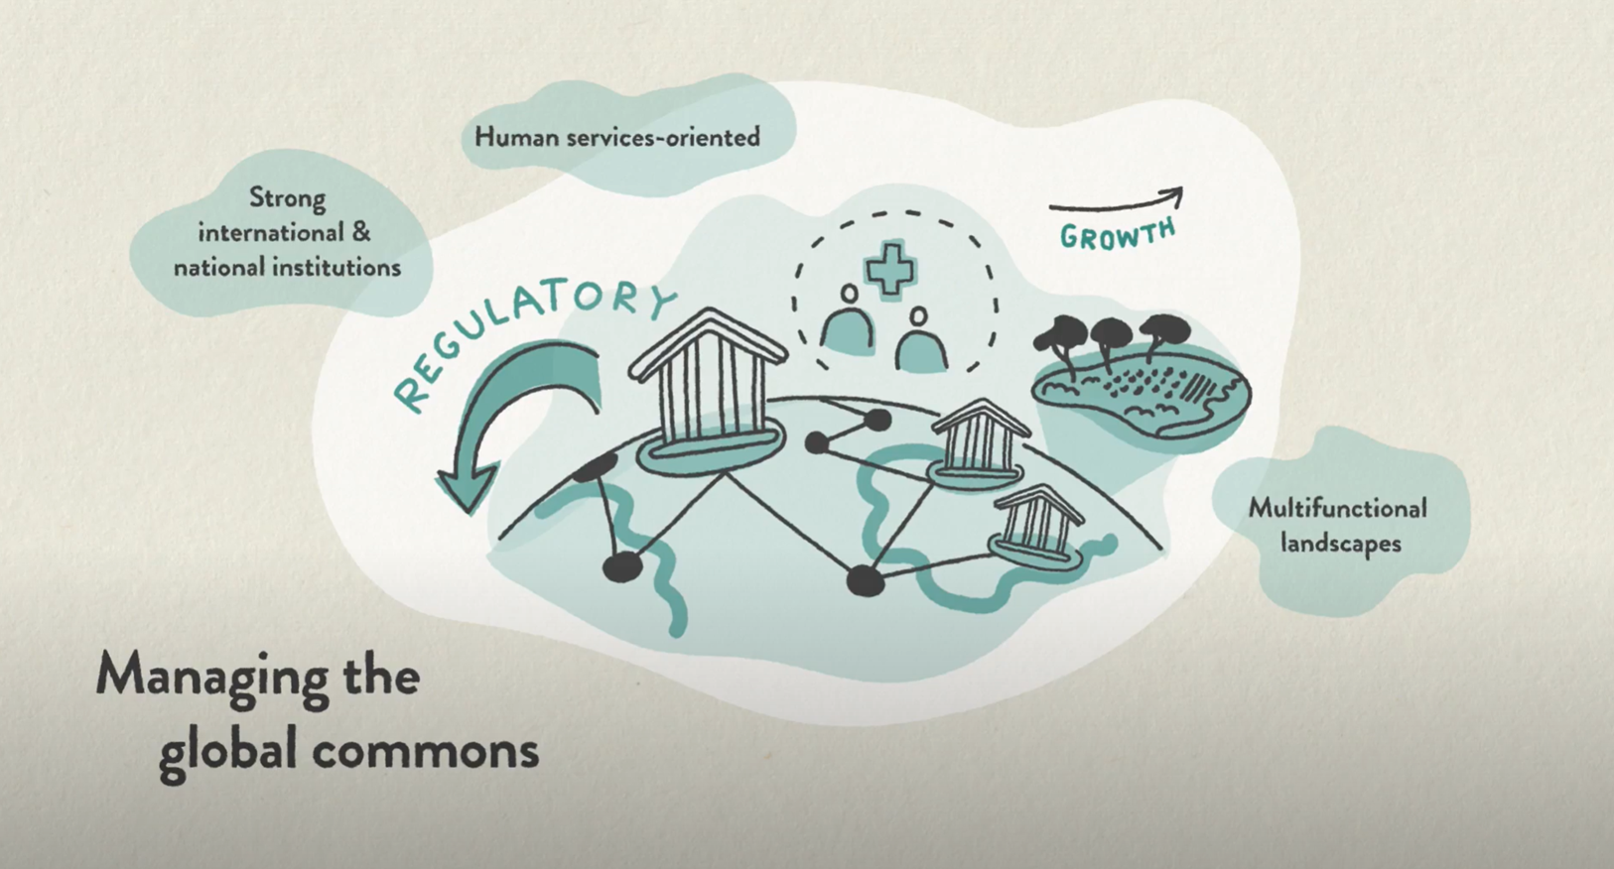 Human services-oriented
Strong
international &
national institutions
REGULATORY
GROWTH
Multifunctional
landscapes
Managing the
global commons